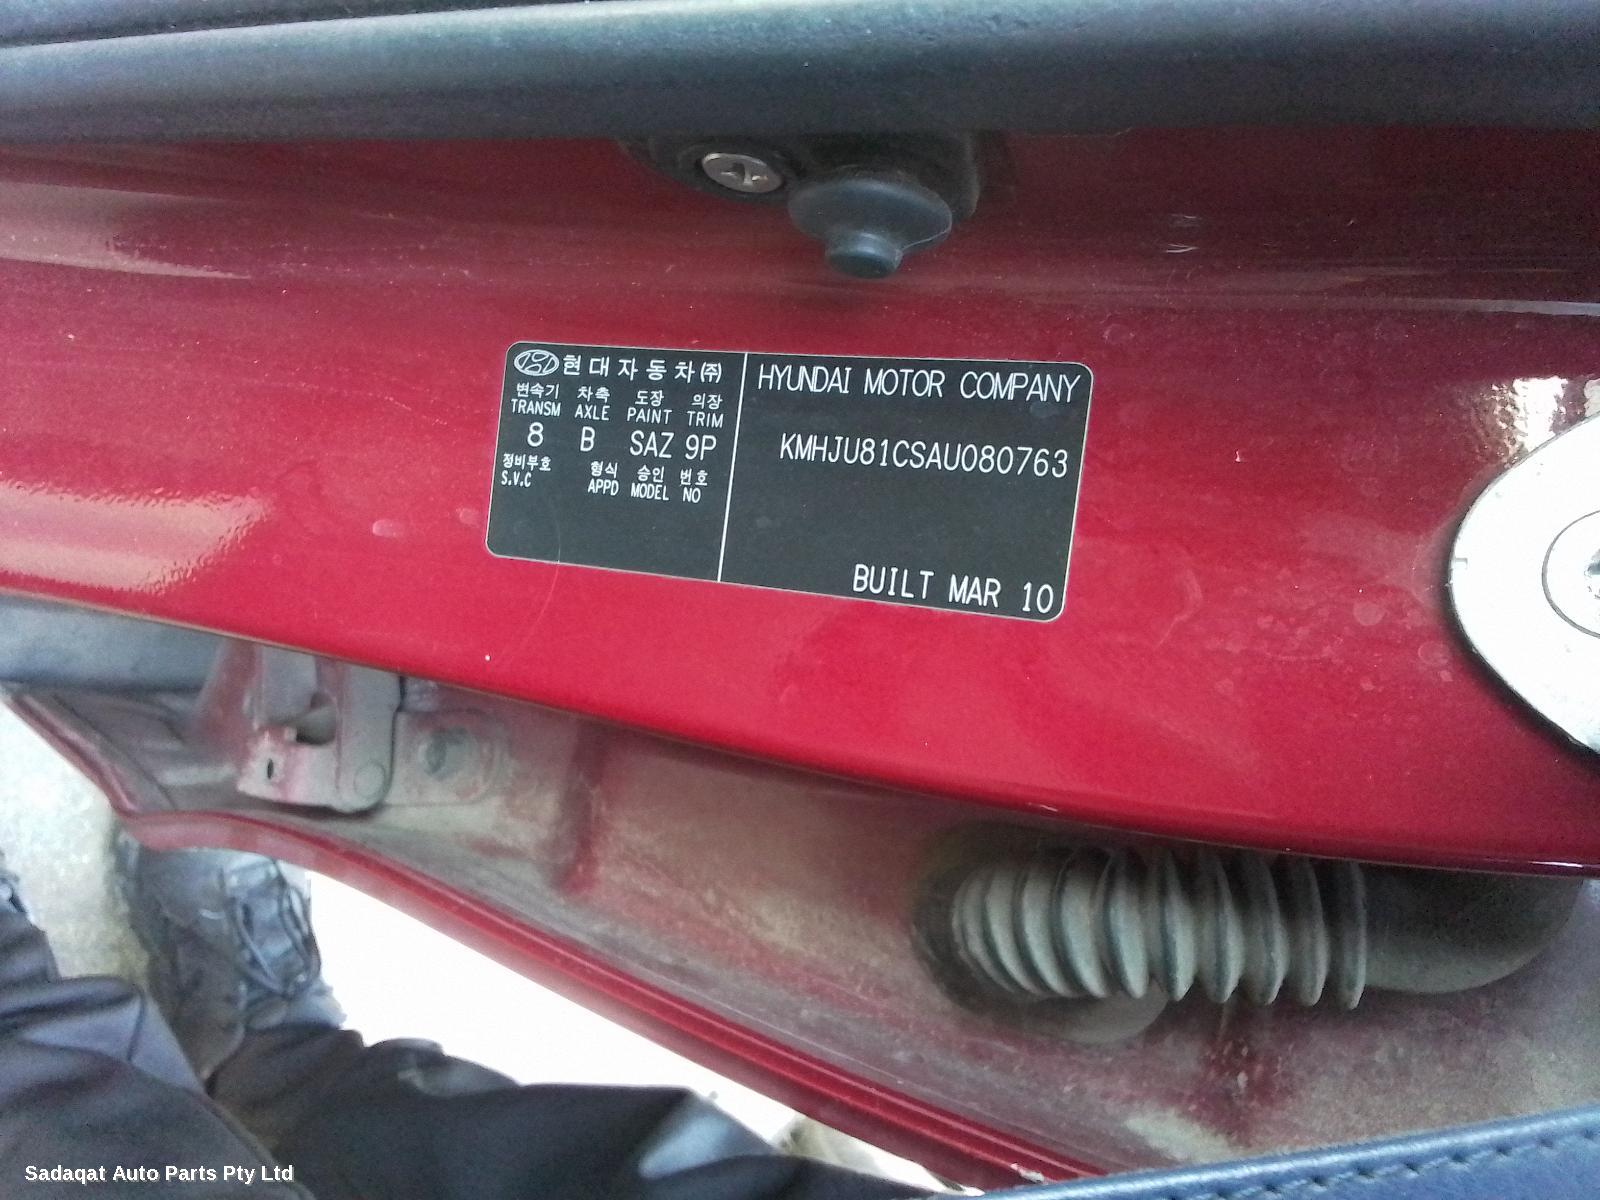 현대자동차(주)
변속기 차축 도장 의장
TRANSM AXLE PAINT TRIM
8 B SAZ 9P
정비부호 형식 승인 번호
S.V.C APPD MODEL NO
HYUNDAI MOTOR COMPANY
KMHJU81CSAU080763
BUILT MAR 10
Sadaqat Auto Parts Pty Ltd